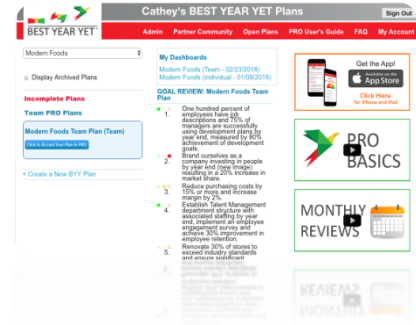 BEST YEAR YET
Cathey's BEST YEAR YET Plans
Sign Out
Admin Partner Community Open Plans PRO User's Guide FAQ My Account
Modern Foods
Display Archived Plans
Incomplete Plans
Team PRO Plans
Modern Foods Team Plan (Team)
Click to Access Your Plan in PRO
+ Create a New BYY Plan
My Dashboards
Modern Foods (Team - 02/23/2018)
Modern Foods (Individual - 01/09/2018)
GOAL REVIEW: Modern Foods Team
Plan
1. One hundred percent of
employees have job
descriptions and 75% of
managers are successfully
using development plans by
year end, measured by 80%
achievement of development
goals.
2. Brand ourselves as a
company investing in people
by year end (new image)
resulting in a 20% increase in
market share.
3. Reduce purchasing costs by
15% or more and increase
margin by 2%.
4. Establish Talent Management
department structure with
associated staffing by year
end, implement an employee
engagement survey and
achieve 30% improvement in
employee retention.
5. Renovate 30% of stores to
exceed industry standards
and ensure significant
Get the App!
Available on the
App Store
Click Here
for iPhone and iPad
PRO
BASICS
MONTHLY
REVIEWS